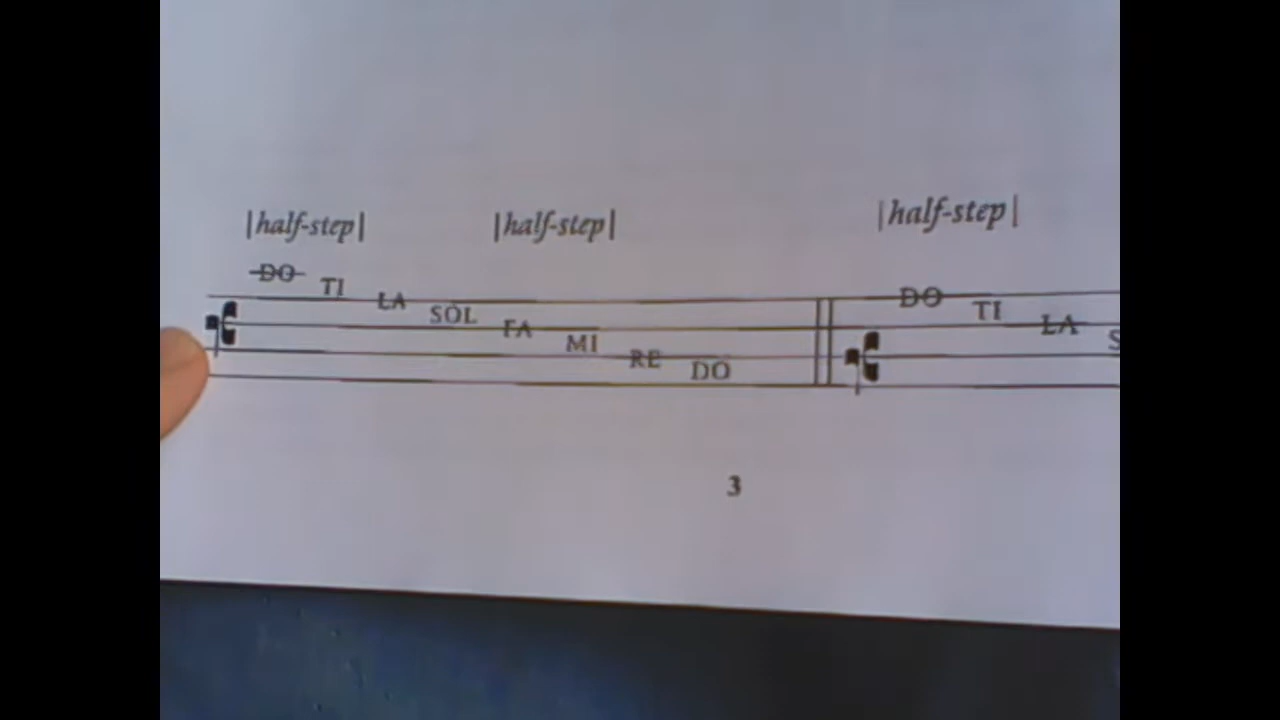 |half-step| |half-step| |half-step|
DO TI LA SOL FA MI RE DO DO TI LA S
3